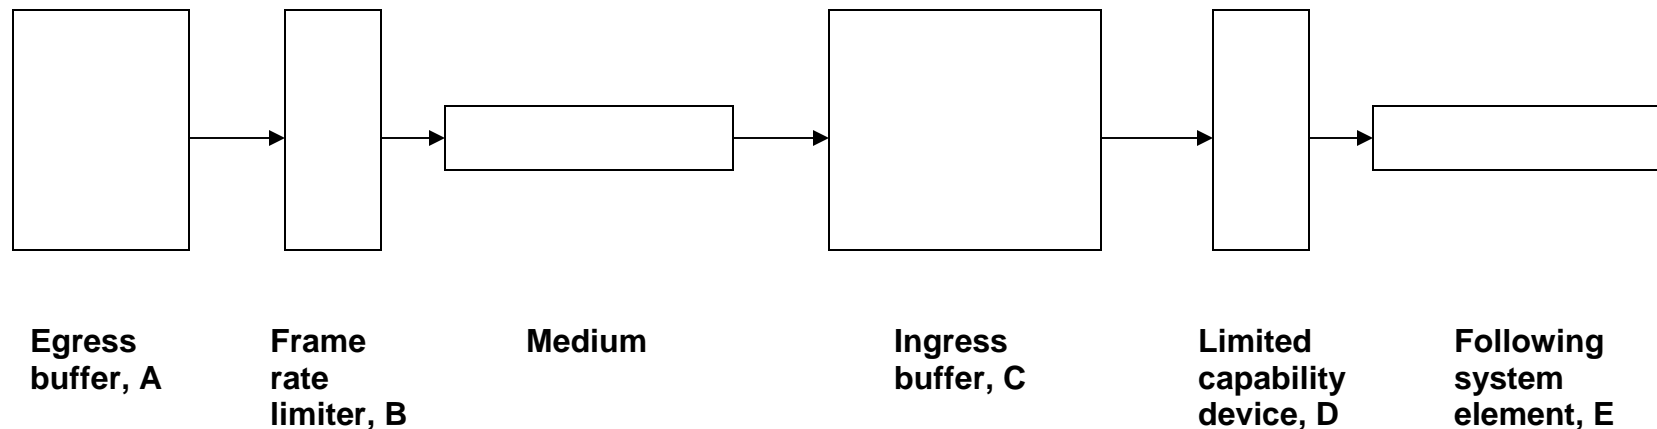 Egress
buffer, A
Frame
rate
limiter, B
Medium
Ingress
buffer, C
Limited
capability
device, D
Following
system
element, E